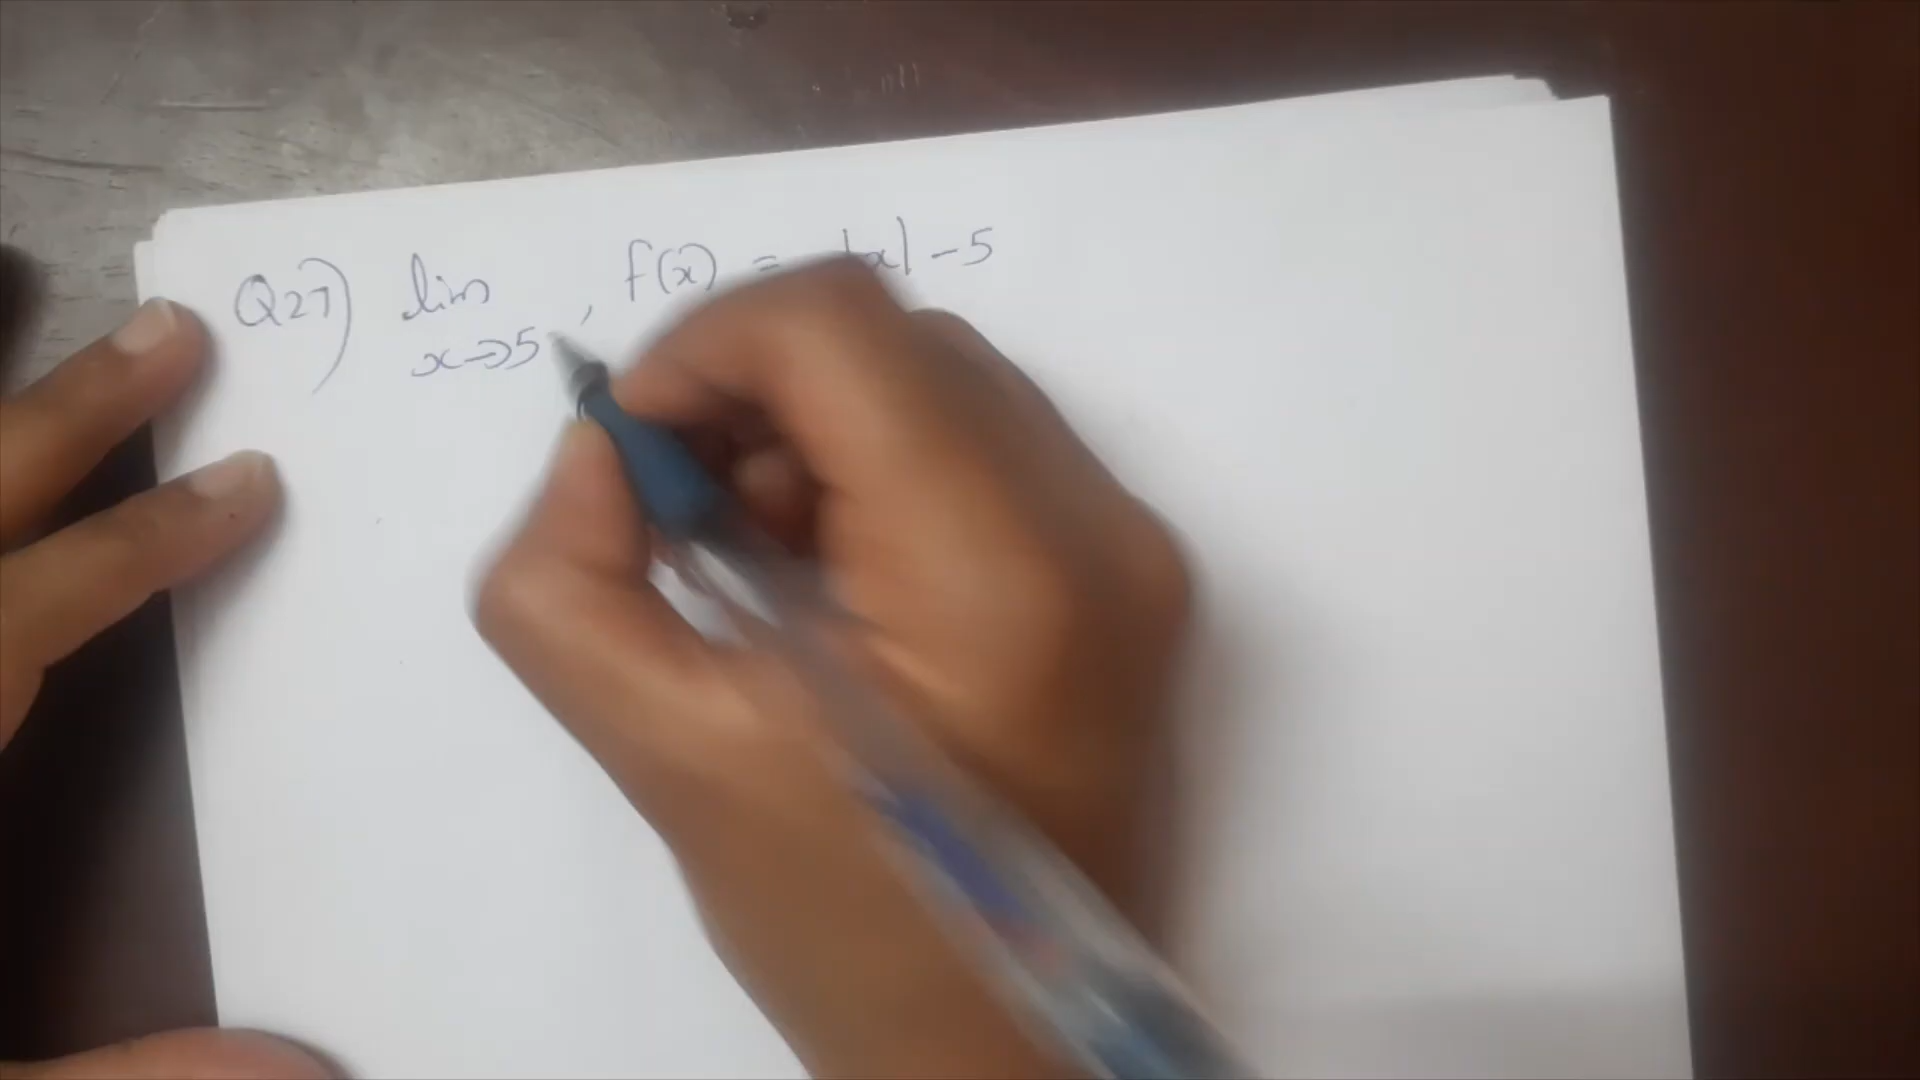 Q27) lim , f(x) = |x| - 5
x→5